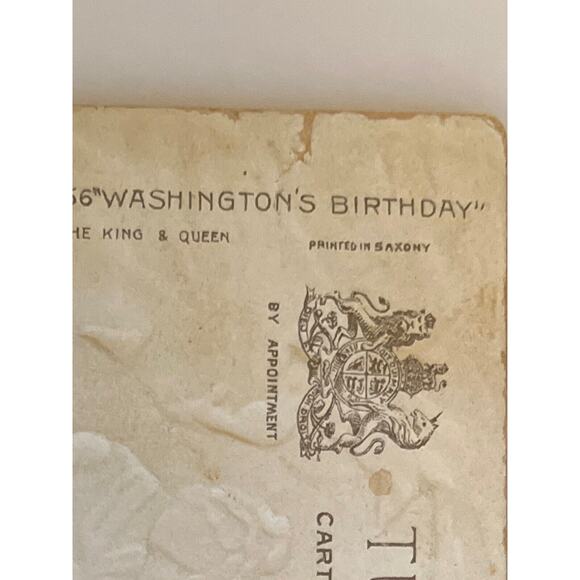 56 "WASHINGTON'S BIRTHDAY"
HE KING & QUEEN
PRINTED IN SAXONY
BY APPOINTMENT
CART